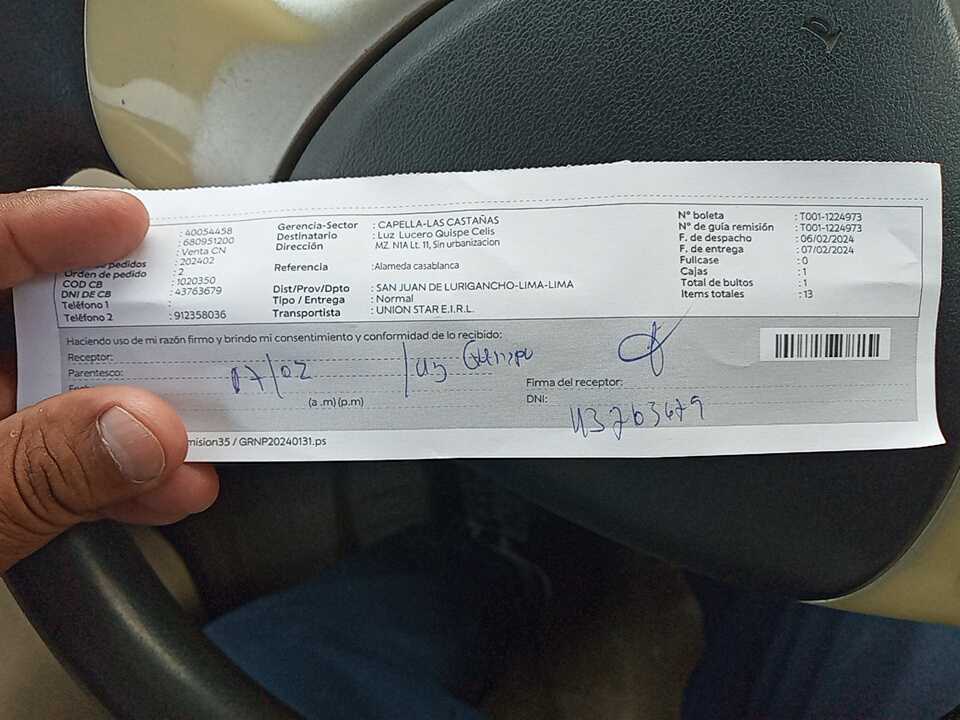 : 40054458
: 680951200
: Venta CN
de pedidos : 202402
Orden de pedido : 2
COD CB : 1020350
DNI DE CB : 43763679
Teléfono 1 :
Teléfono 2 : 912358036
Gerencia-Sector : CAPELLA-LAS CASTAÑAS
Destinatario : Luz Lucero Quispe Celis
Dirección : MZ. N1A Lt. 11, Sin urbanizacion
Referencia : Alameda casablanca
Dist/Prov/Dpto : SAN JUAN DE LURIGANCHO-LIMA-LIMA
Tipo / Entrega : Normal
Transportista : UNION STAR E.I.R.L.
N° boleta : T001-1224973
N° de guía remisión : T001-1224973
F. de despacho : 06/02/2024
F. de entrega : 07/02/2024
Fullcase : 0
Cajas : 1
Total de bultos : 1
Items totales : 13
Haciendo uso de mi razón firmo y brindo mi consentimiento y conformidad de lo recibido:
Receptor:
Parentesco:
07/02
(a .m) (p.m)
Firma del receptor:
DNI: 43763679
mision35 / GRNP20240131.ps